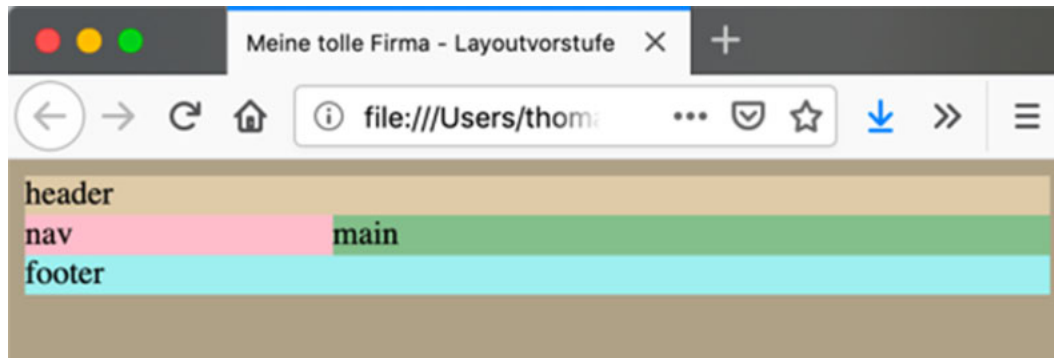 Meine tolle Firma - Layoutvorstufe
file:///Users/thom
header
nav main
footer